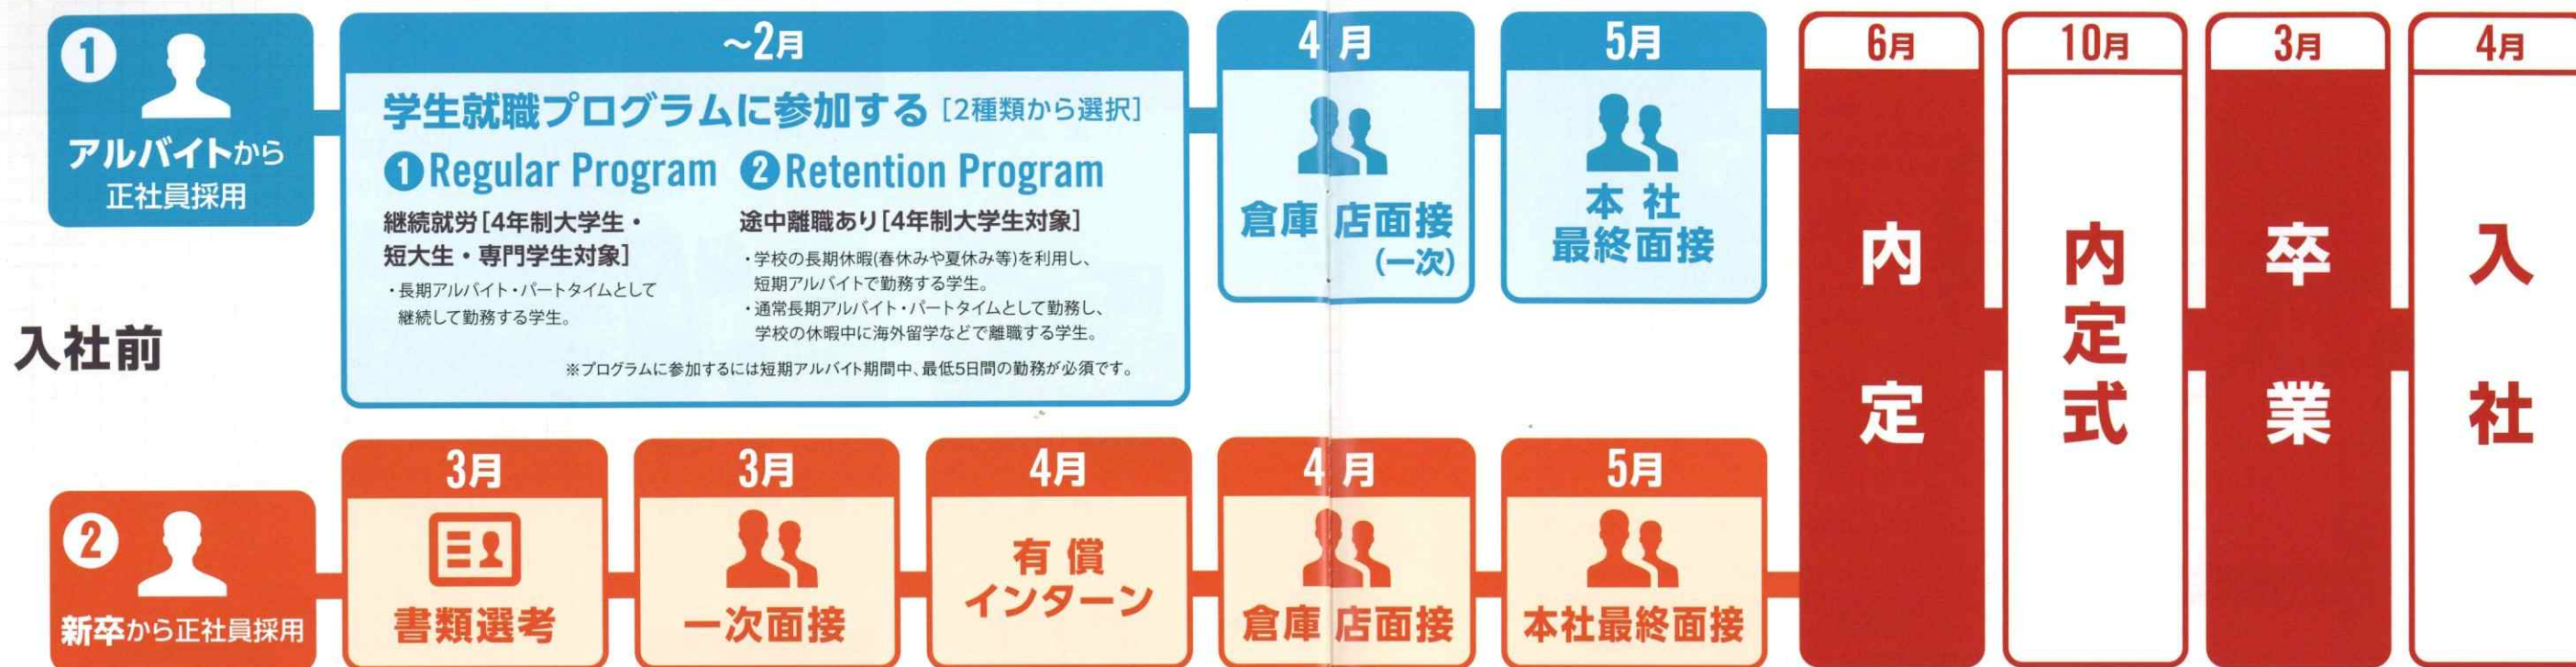 入社前
1
アルバイトから
正社員採用
~2月
学生就職プログラムに参加する [2種類から選択]
1 Regular Program
継続就労[4年制大学生・
短大生・専門学生対象]
・長期アルバイト・パートタイムとして
継続して勤務する学生。
2 Retention Program
途中離職あり[4年制大学生対象]
・学校の長期休暇(春休みや夏休み等)を利用し、
短期アルバイトで勤務する学生。
・通常長期アルバイト・パートタイムとして勤務し、
学校の休暇中に海外留学などで離職する学生。
※プログラムに参加するには短期アルバイト期間中、最低5日間の勤務が必須です。
4月
倉庫店面接
(一次)
5月
本社
最終面接
2
新卒から正社員採用
3月
書類選考
3月
一次面接
4月
有償
インターン
4月
倉庫店面接
5月
本社最終面接
6月
内定
10月
内定式
3月
卒業
4月
入社